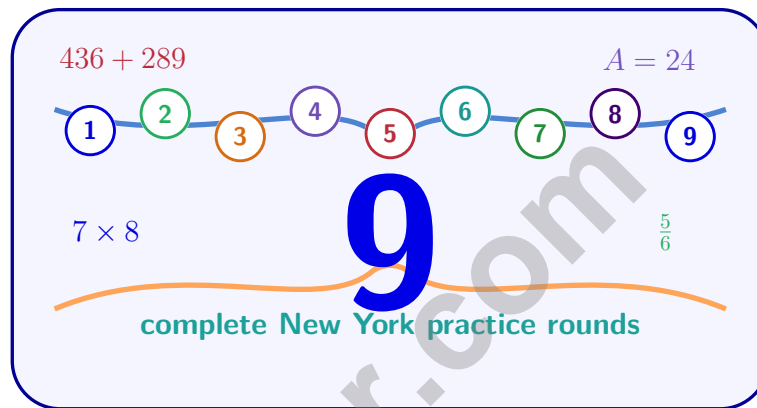 436 + 289
A = 24
1 2 3 4 5 6 7 8 9
7 × 8
9
5/6
complete New York practice rounds
r.com